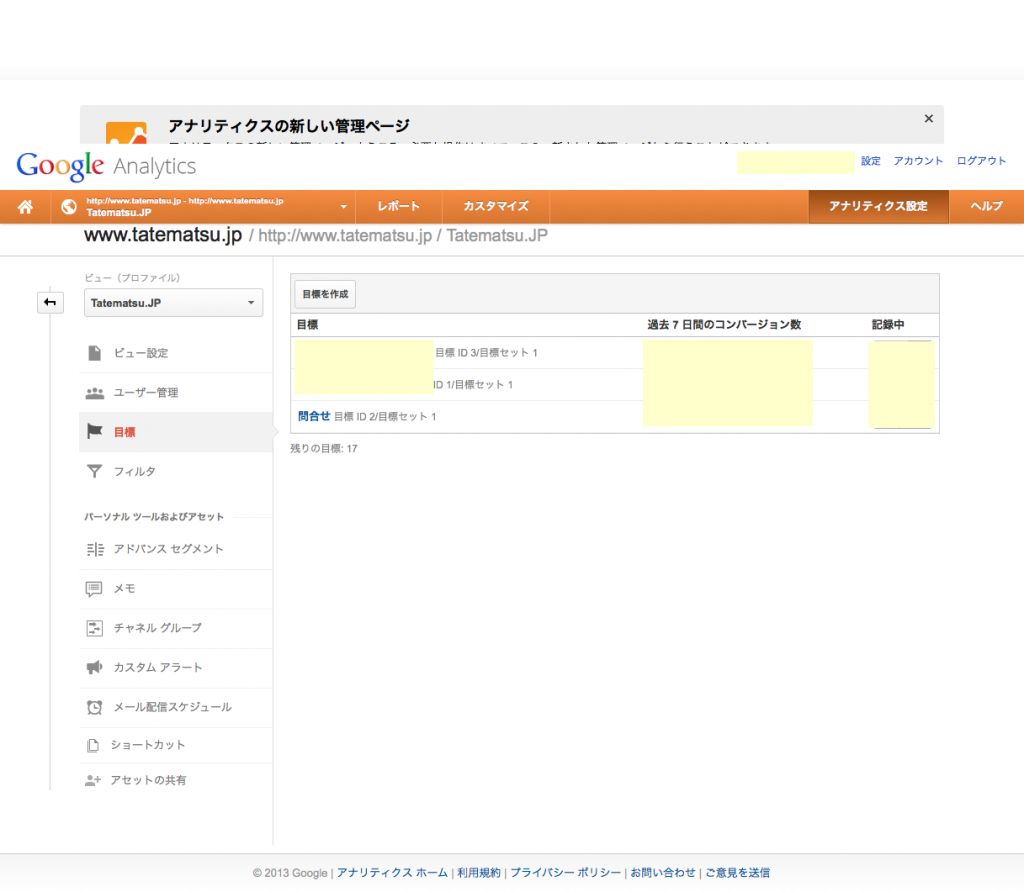 アナリティクスの新しい管理ページ
×
Google Analytics
設定 アカウント ログアウト
http://www.tatematsu.jp - http://www.tatematsu.jp
Tatematsu.JP
レポート カスタマイズ アナリティクス設定 ヘルプ
www.tatematsu.jp / http://www.tatematsu.jp / Tatematsu.JP
ビュー（プロファイル）
Tatematsu.JP
ビュー設定
ユーザー管理
目標
フィルタ
パーソナル ツールおよびアセット
アドバンス セグメント
メモ
チャネル グループ
カスタム アラート
メール配信スケジュール
ショートカット
アセットの共有
目標を作成
目標 過去 7 日間のコンバージョン数 記録中
目標 ID 3/目標セット 1
ID 1/目標セット 1
問合せ 目標 ID 2/目標セット 1
残りの目標: 17
© 2013 Google | アナリティクス ホーム | 利用規約 | プライバシー ポリシー | お問い合わせ | ご意見を送信